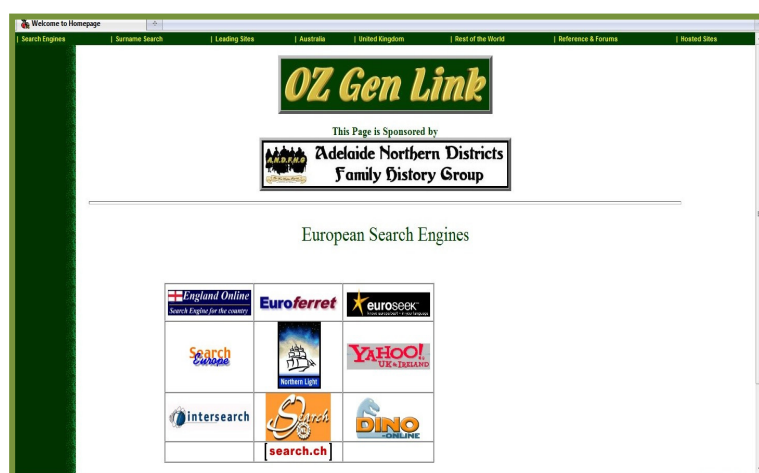 Welcome to Homepage
| Search Engines | Surname Search | Leading Sites | Australia | United Kingdom | Rest of the World | Reference & Forums | Hosted Sites
OZ Gen Link
This Page is Sponsored by
A.N.D.F.H.G
Adelaide Northern Districts
Family History Group
European Search Engines
England Online
Search Engine for the country
Euroferret
euroseek
Search
Europe
Northern Light
YAHOO!
UK & IRELAND
intersearch
Search
DINO
-ONLINE
[search.ch]